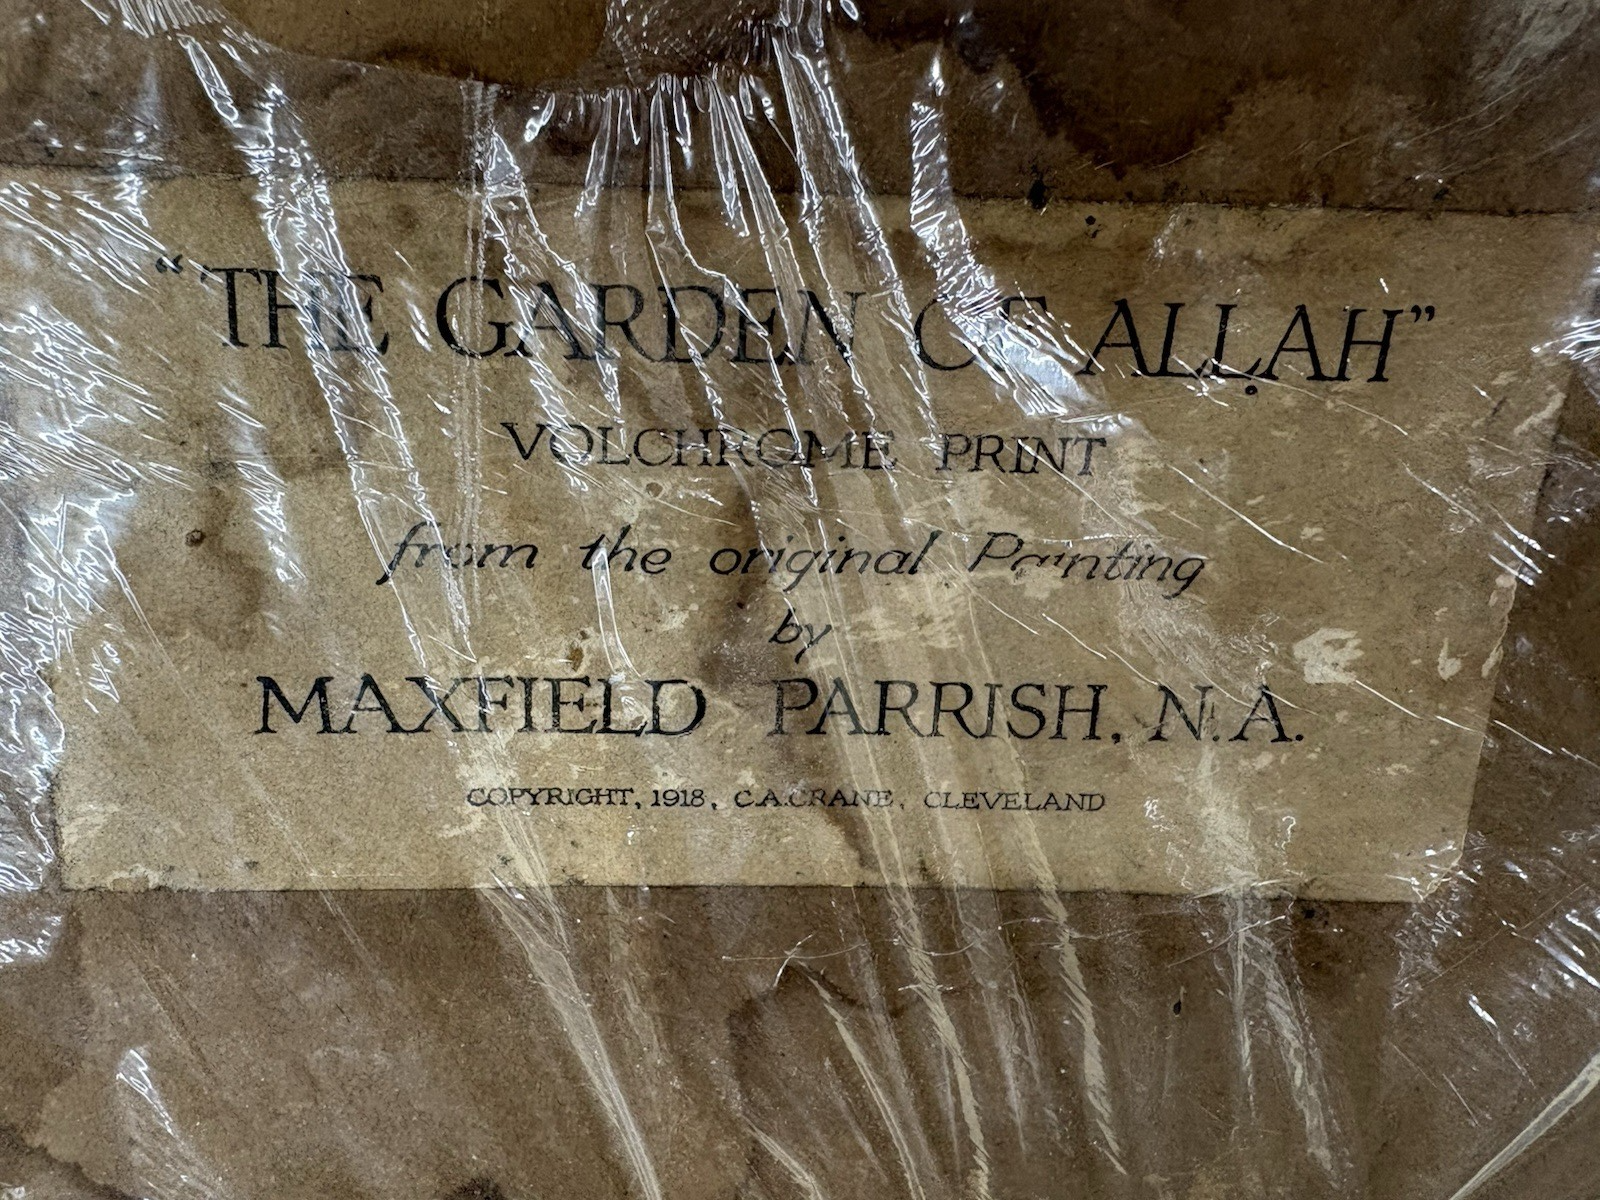 “THE GARDEN OF ALLAH”
VOLCHROME PRINT
from the original Painting
by
MAXFIELD PARRISH, N.A.
COPYRIGHT, 1918, C.A.CRANE, CLEVELAND